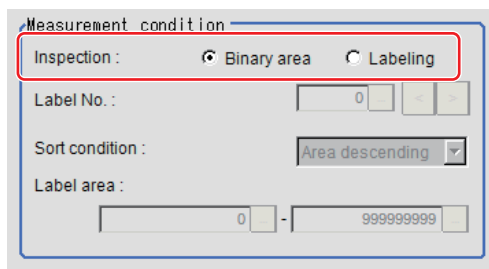 Measurement condition
Inspection : Binary area Labeling
Label No. : 0 ... < >
Sort condition : Area descending
Label area :
0 ... - 999999999 ...